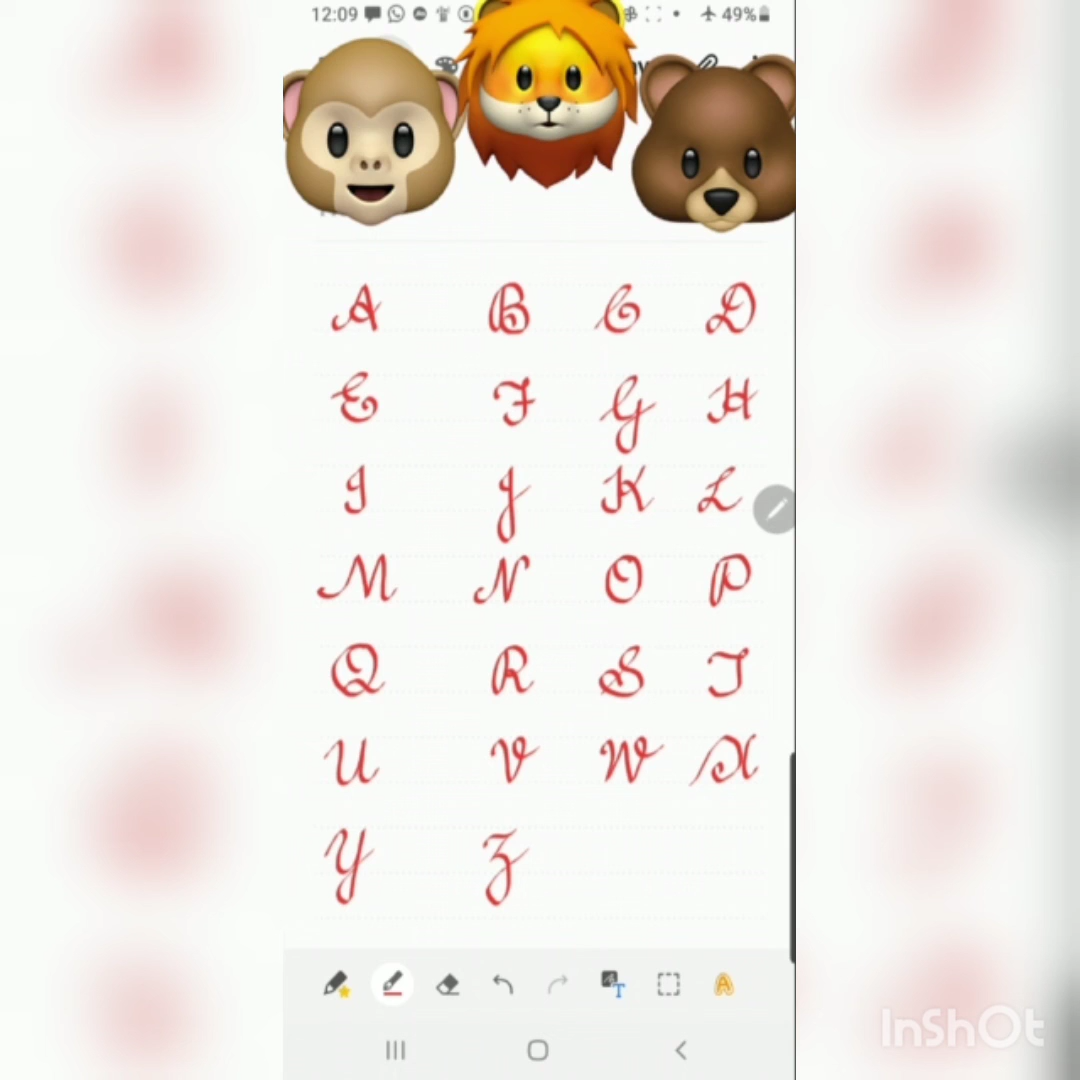 12:09 49%
A B C D
E F G H
I J K L
M N O P
Q R S T
U V W X
Y Z
InShOt